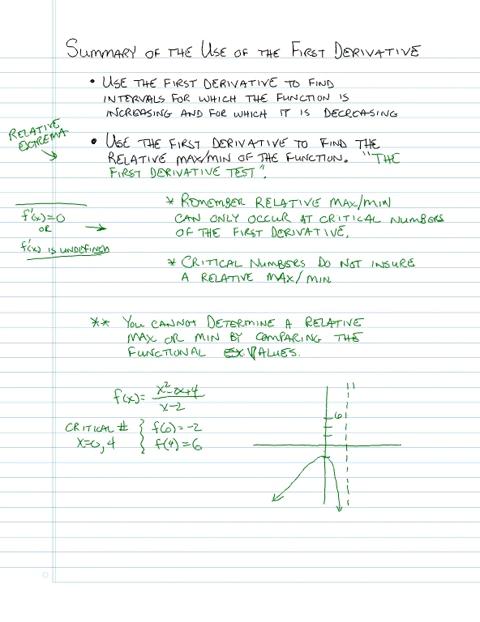 SUMMARY OF THE USE OF THE FIRST DERIVATIVE
• USE THE FIRST DERIVATIVE TO FIND
INTERVALS FOR WHICH THE FUNCTION IS
INCREASING AND FOR WHICH IT IS DECREASING
RELATIVE
EXTREMA
• USE THE FIRST DERIVATIVE TO FIND THE
RELATIVE MAX/MIN OF THE FUNCTION. "THE
FIRST DERIVATIVE TEST".
* REMEMBER RELATIVE MAX/MIN
CAN ONLY OCCUR AT CRITICAL NUMBERS
OF THE FIRST DERIVATIVE.
f'(x)=0
OR
f'(x) IS UNDEFINED
* CRITICAL NUMBERS DO NOT INSURE
A RELATIVE MAX/MIN
** YOU CANNOT DETERMINE A RELATIVE
MAX OR MIN BY COMPARING THE
FUNCTIONAL VALUES.
f(x)= x²-2x+4
x-2
CRITICAL # f(0)=-2
X=0,4 f(4)=6
6